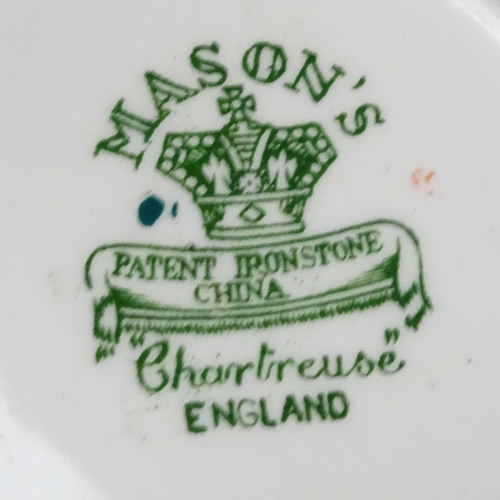 MASON'S
PATENT IRONSTONE
CHINA
"Chartreuse"
ENGLAND